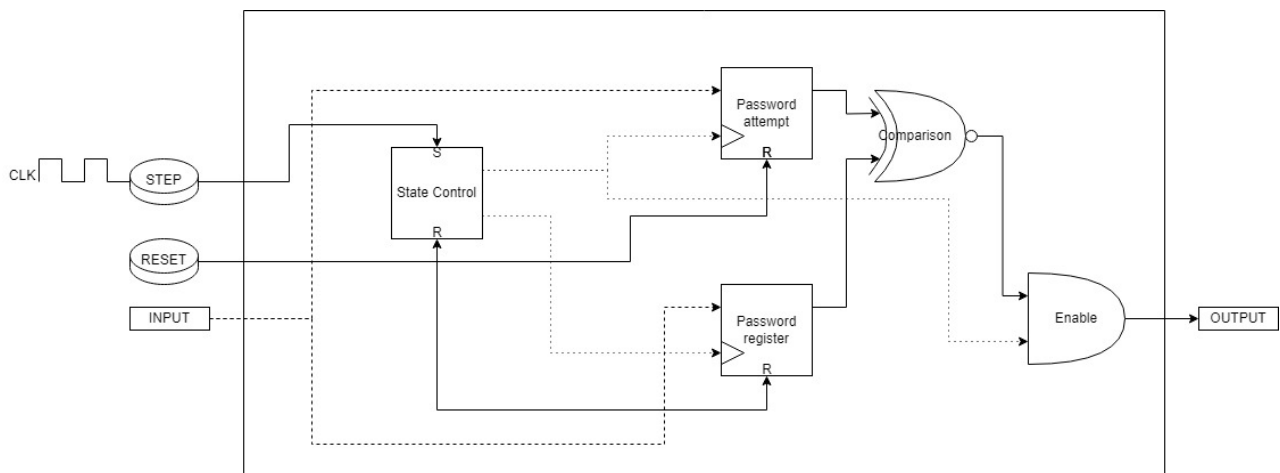 CLK
STEP
RESET
INPUT
S
State Control
R
Password
attempt
R
Password
register
R
Comparison
Enable
OUTPUT